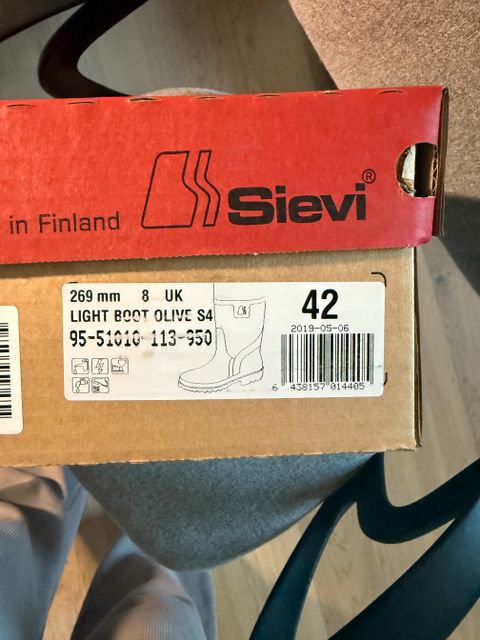 in Finland
Sievi®
269 mm 8 UK
LIGHT BOOT OLIVE S4
95-51010-113-950
42
2019-05-06
6 438157 014405